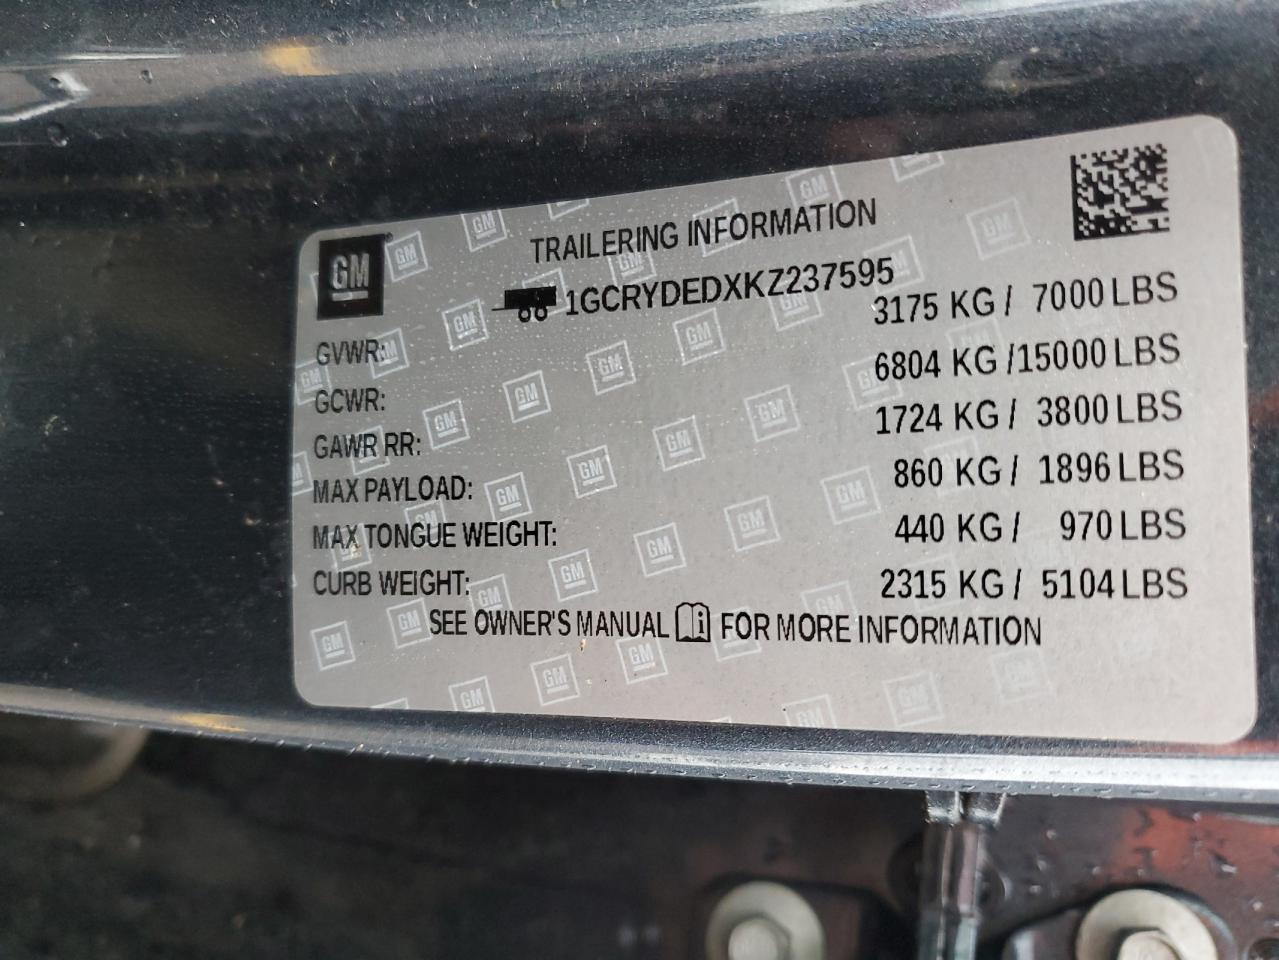 GM
TRAILERING INFORMATION
1GCRYDEDXKZ237595
GVWR: 3175 KG / 7000 LBS
GCWR: 6804 KG /15000 LBS
GAWR RR: 1724 KG / 3800 LBS
MAX PAYLOAD: 860 KG / 1896 LBS
MAX TONGUE WEIGHT: 440 KG / 970 LBS
CURB WEIGHT: 2315 KG / 5104 LBS
SEE OWNER'S MANUAL FOR MORE INFORMATION